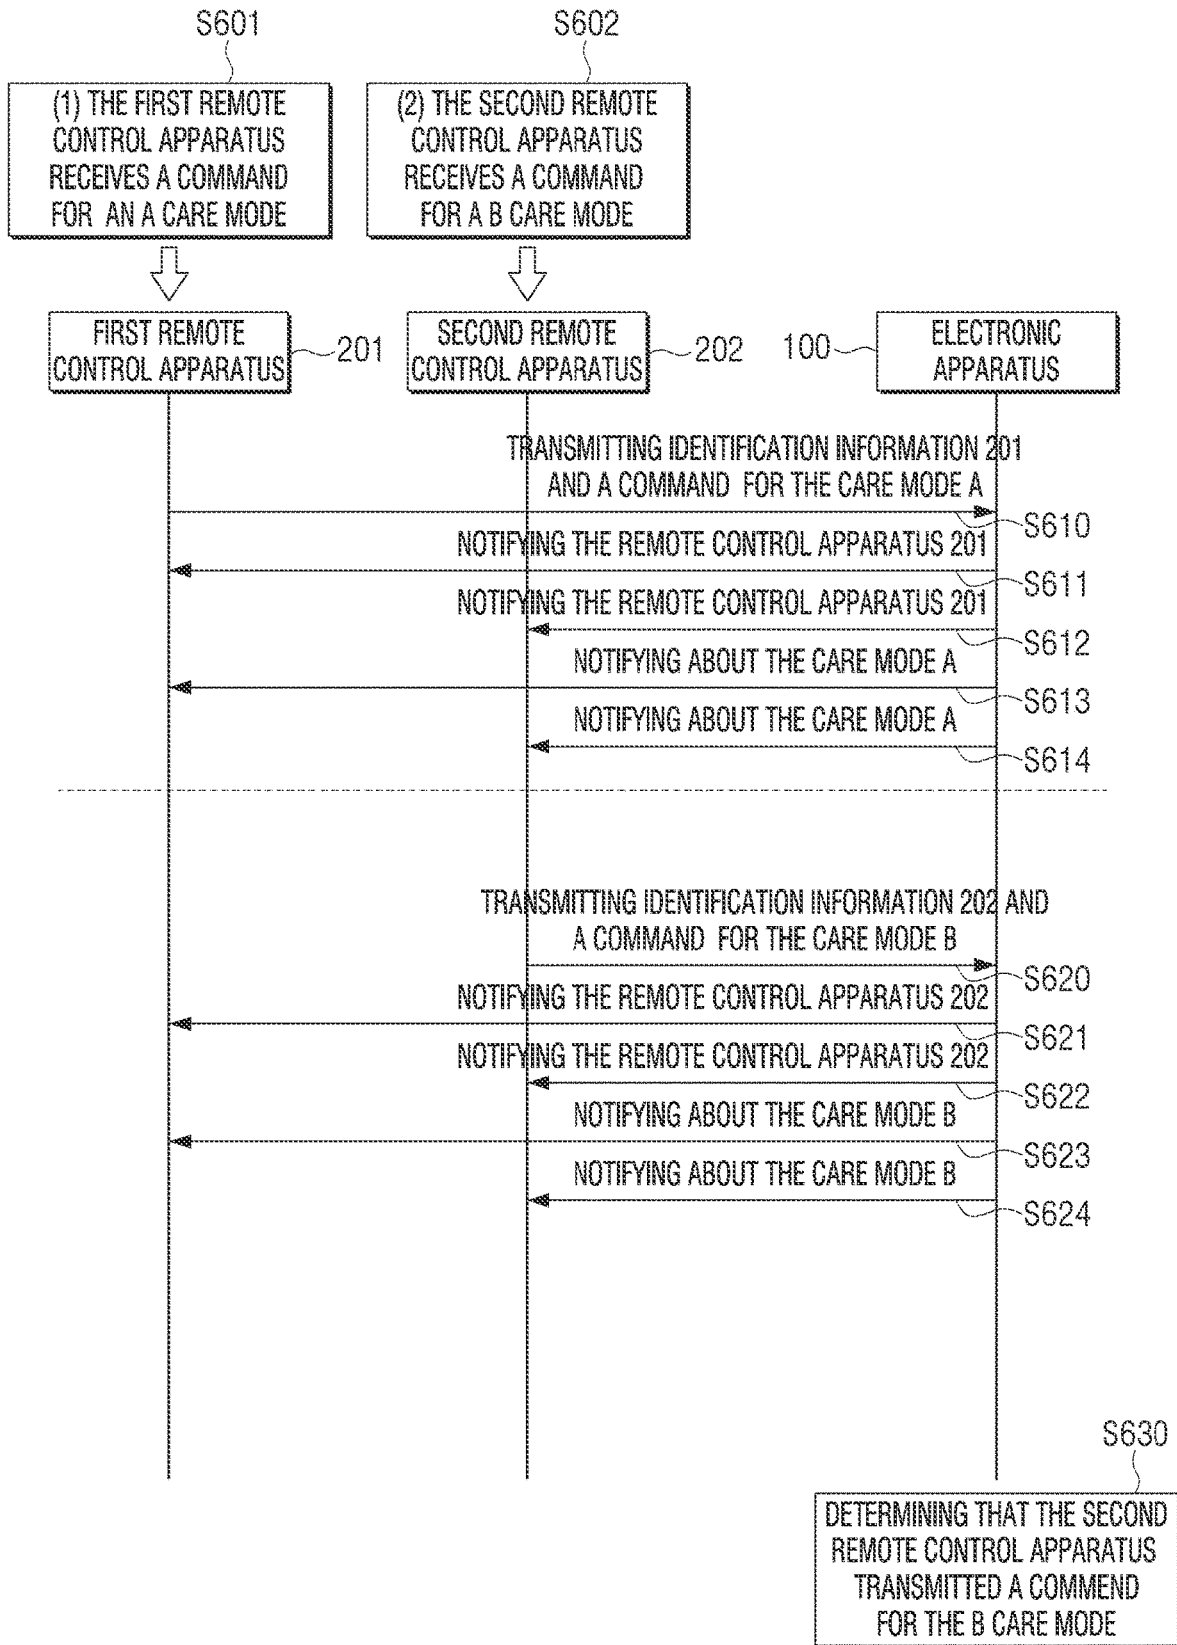 S601
S602
(1) THE FIRST REMOTE
CONTROL APPARATUS
RECEIVES A COMMAND
FOR AN A CARE MODE
(2) THE SECOND REMOTE
CONTROL APPARATUS
RECEIVES A COMMAND
FOR A B CARE MODE
FIRST REMOTE
CONTROL APPARATUS
201
SECOND REMOTE
CONTROL APPARATUS
202
100
ELECTRONIC
APPARATUS
TRANSMITTING IDENTIFICATION INFORMATION 201
AND A COMMAND FOR THE CARE MODE A
S610
NOTIFYING THE REMOTE CONTROL APPARATUS 201
S611
NOTIFYING THE REMOTE CONTROL APPARATUS 201
S612
NOTIFYING ABOUT THE CARE MODE A
S613
NOTIFYING ABOUT THE CARE MODE A
S614
TRANSMITTING IDENTIFICATION INFORMATION 202 AND
A COMMAND FOR THE CARE MODE B
S620
NOTIFYING THE REMOTE CONTROL APPARATUS 202
S621
NOTIFYING THE REMOTE CONTROL APPARATUS 202
S622
NOTIFYING ABOUT THE CARE MODE B
S623
NOTIFYING ABOUT THE CARE MODE B
S624
S630
DETERMINING THAT THE SECOND
REMOTE CONTROL APPARATUS
TRANSMITTED A COMMEND
FOR THE B CARE MODE